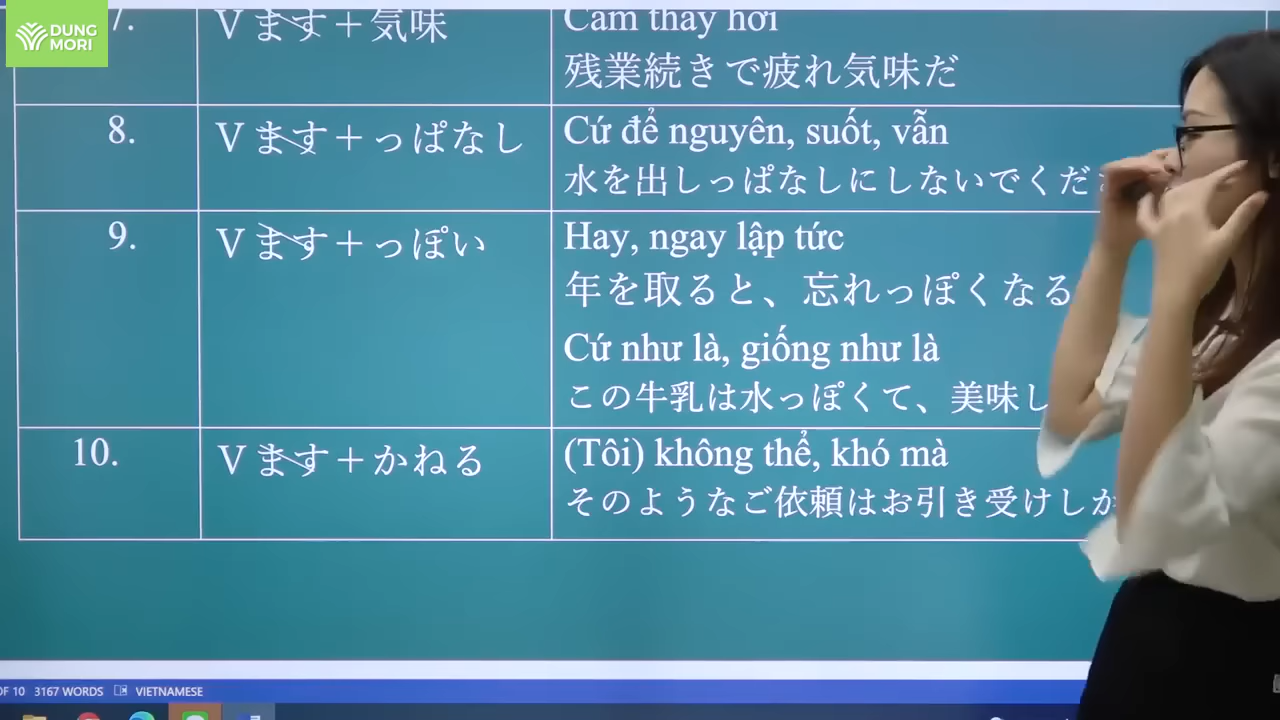 DUNG
MORI
7.
V ます＋気味
Cảm thấy hơi
残業続きで疲れ気味だ
8.
V ます＋っぱなし
Cứ để nguyên, suốt, vẫn
水を出しっぱなしにしないでくだ
9.
V ます＋っぽい
Hay, ngay lập tức
年を取ると、忘れっぽくなる
Cứ như là, giống như là
この牛乳は水っぽくて、美味し
10.
V ます＋かねる
(Tôi) không thể, khó mà
そのようなご依頼はお引き受けしか
OF 10 3167 WORDS VIETNAMESE